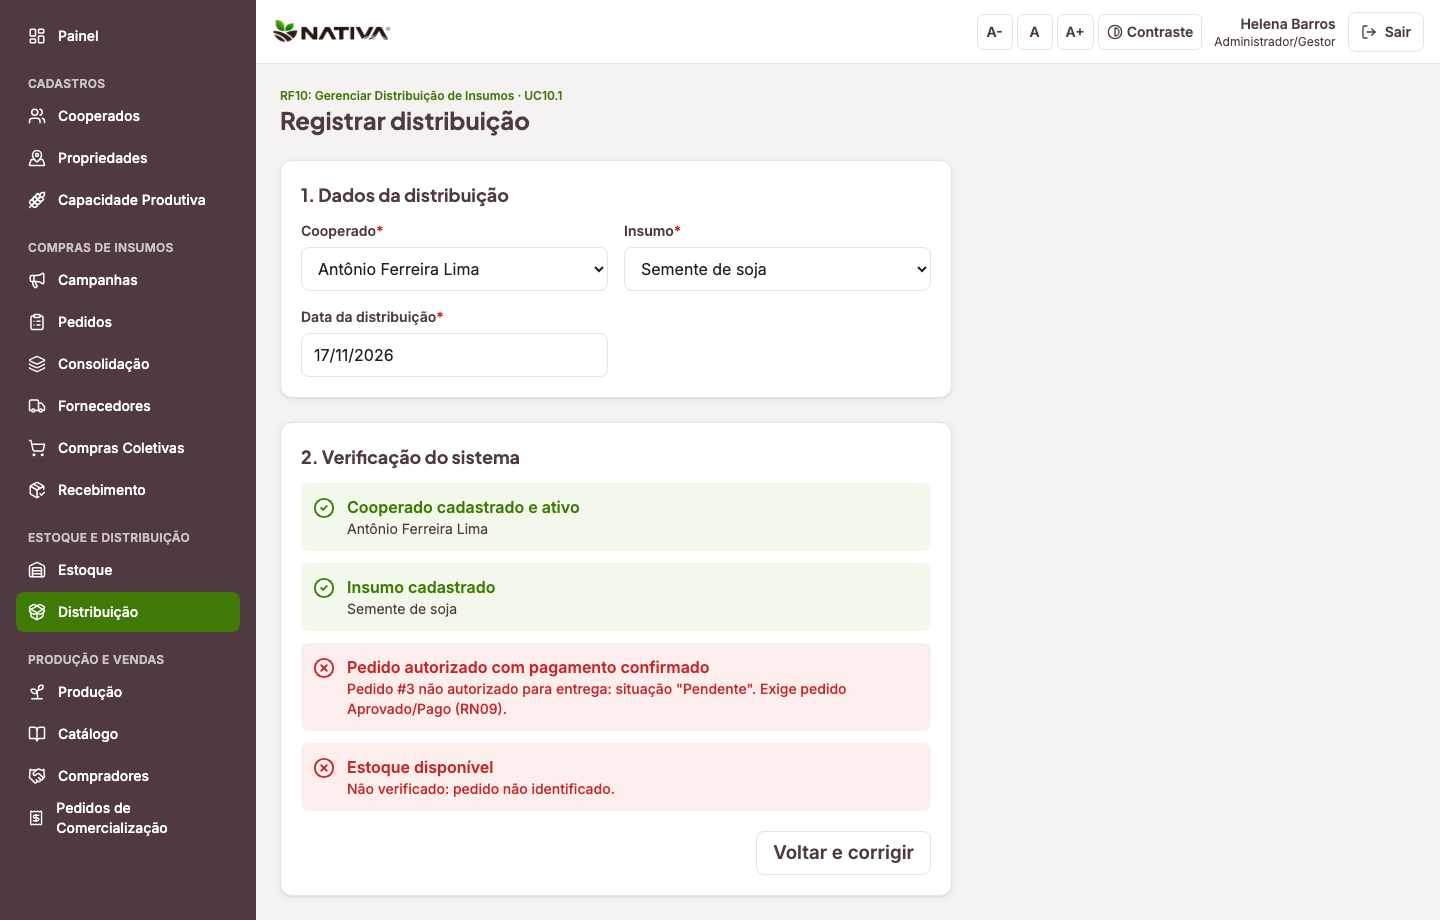 Painel
CADASTROS
Cooperados
Propriedades
Capacidade Produtiva
COMPRAS DE INSUMOS
Campanhas
Pedidos
Consolidação
Fornecedores
Compras Coletivas
Recebimento
ESTOQUE E DISTRIBUIÇÃO
Estoque
Distribuição
PRODUÇÃO E VENDAS
Produção
Catálogo
Compradores
Pedidos de
Comercialização
NATIVA
A-
A
A+
Contraste
Helena Barros
Administrador/Gestor
Sair
RF10: Gerenciar Distribuição de Insumos · UC10.1
Registrar distribuição
1. Dados da distribuição
Cooperado*
Insumo*
Antônio Ferreira Lima
Semente de soja
Data da distribuição*
17/11/2026
2. Verificação do sistema
Cooperado cadastrado e ativo
Antônio Ferreira Lima
Insumo cadastrado
Semente de soja
Pedido autorizado com pagamento confirmado
Pedido #3 não autorizado para entrega: situação "Pendente". Exige pedido
Aprovado/Pago (RN09).
Estoque disponível
Não verificado: pedido não identificado.
Voltar e corrigir